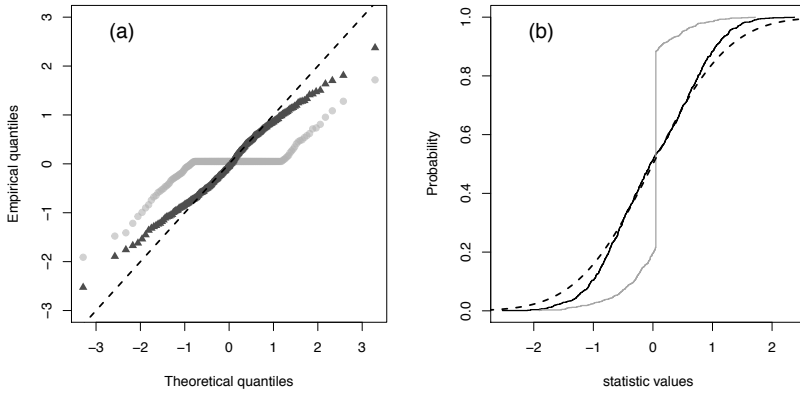 (a)
Empirical quantiles
3
2
1
0
−1
−2
−3
−3 −2 −1 0 1 2 3
Theoretical quantiles
(b)
Probability
1.0
0.8
0.6
0.4
0.2
0.0
−2 −1 0 1 2
statistic values